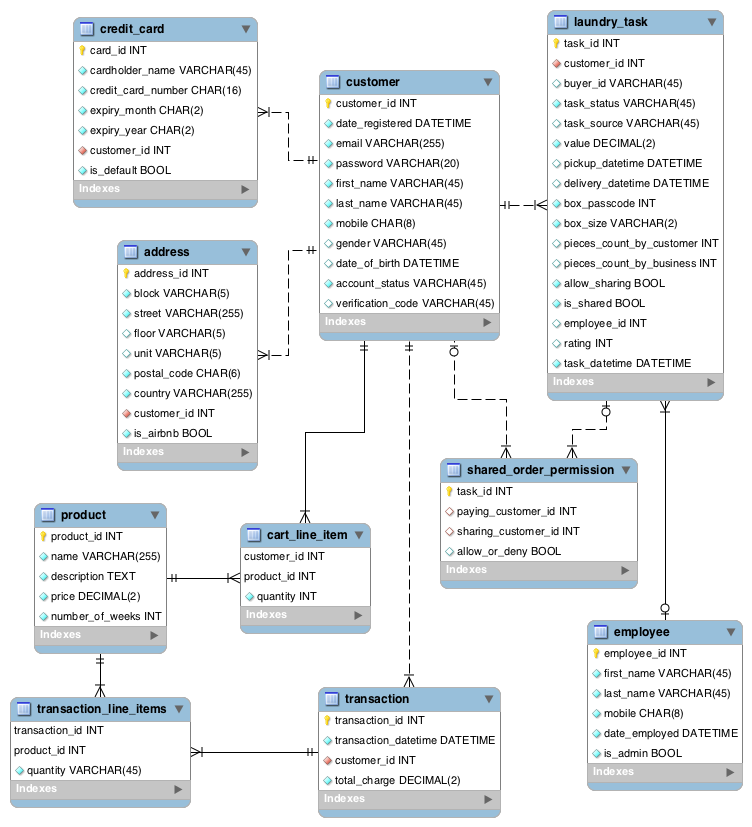 credit_card
card_id INT
cardholder_name VARCHAR(45)
credit_card_number CHAR(16)
expiry_month CHAR(2)
expiry_year CHAR(2)
customer_id INT
is_default BOOL
Indexes
customer
customer_id INT
date_registered DATETIME
email VARCHAR(255)
password VARCHAR(20)
first_name VARCHAR(45)
last_name VARCHAR(45)
mobile CHAR(8)
gender VARCHAR(45)
date_of_birth DATETIME
account_status VARCHAR(45)
verification_code VARCHAR(45)
Indexes
laundry_task
task_id INT
customer_id INT
buyer_id VARCHAR(45)
task_status VARCHAR(45)
task_source VARCHAR(45)
value DECIMAL(2)
pickup_datetime DATETIME
delivery_datetime DATETIME
box_passcode INT
box_size VARCHAR(2)
pieces_count_by_customer INT
pieces_count_by_business INT
allow_sharing BOOL
is_shared BOOL
employee_id INT
rating INT
task_datetime DATETIME
Indexes
address
address_id INT
block VARCHAR(5)
street VARCHAR(255)
floor VARCHAR(5)
unit VARCHAR(5)
postal_code CHAR(6)
country VARCHAR(255)
customer_id INT
is_airbnb BOOL
Indexes
shared_order_permission
task_id INT
paying_customer_id INT
sharing_customer_id INT
allow_or_deny BOOL
Indexes
product
product_id INT
name VARCHAR(255)
description TEXT
price DECIMAL(2)
number_of_weeks INT
Indexes
cart_line_item
customer_id INT
product_id INT
quantity INT
Indexes
employee
employee_id INT
first_name VARCHAR(45)
last_name VARCHAR(45)
mobile CHAR(8)
date_employed DATETIME
is_admin BOOL
Indexes
transaction_line_items
transaction_id INT
product_id INT
quantity VARCHAR(45)
Indexes
transaction
transaction_id INT
transaction_datetime DATETIME
customer_id INT
total_charge DECIMAL(2)
Indexes